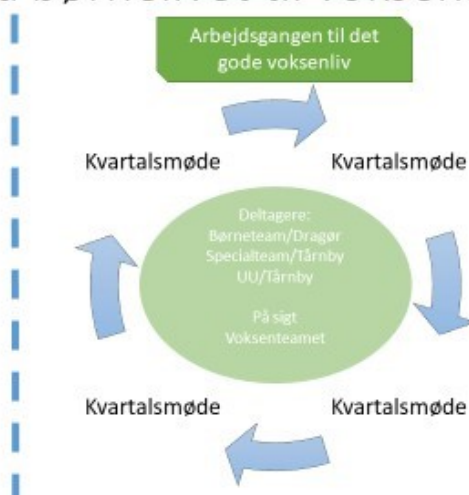 Arbejdsgangen til det
gode voksenliv
Kvartalsmøde
Kvartalsmøde
Deltagere:
Børneteam/Dragør
Specialteam/Tårnby
UU/Tårnby
På sigt
Voksenteamet
Kvartalsmøde
Kvartalsmøde